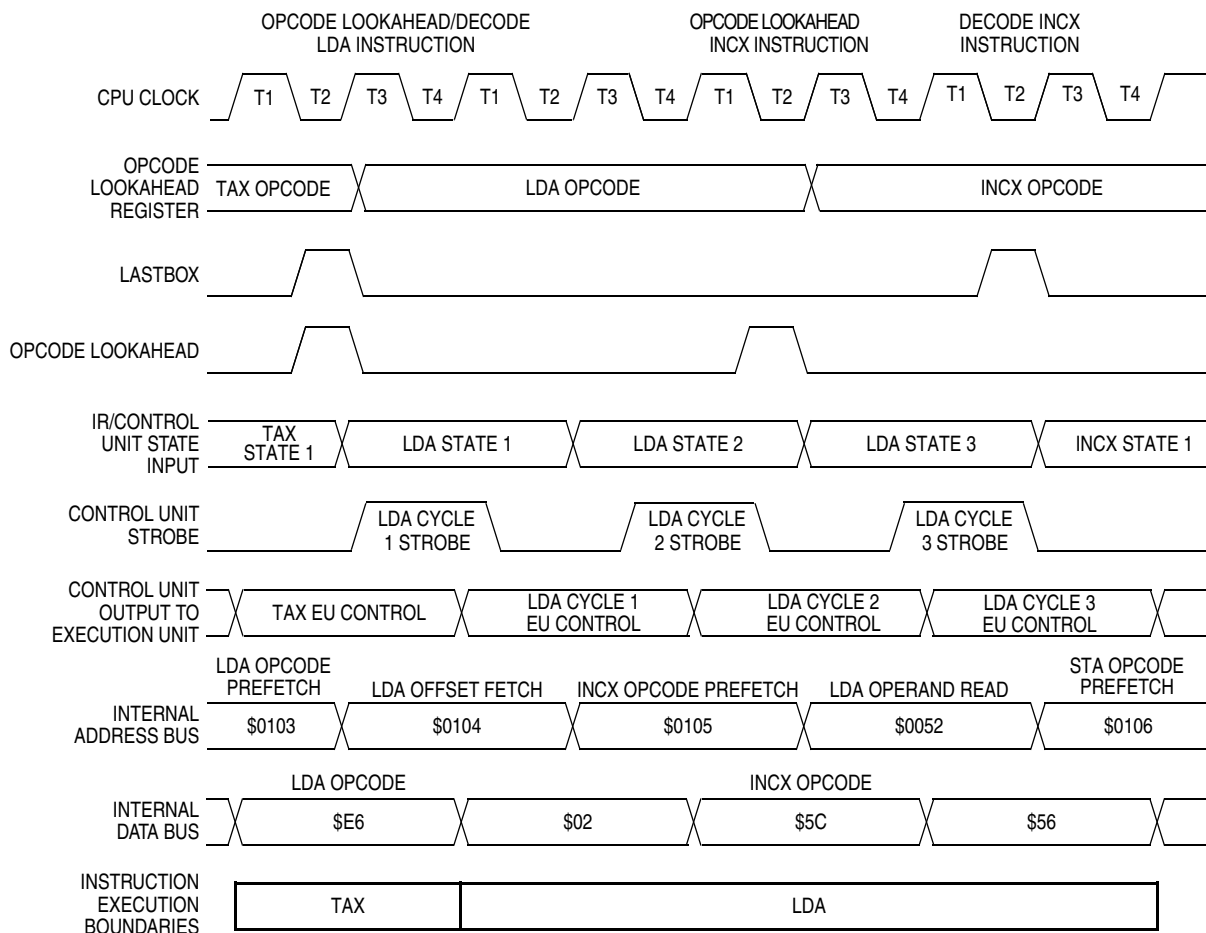 OPCODE LOOKAHEAD/DECODE
LDA INSTRUCTION
OPCODE LOOKAHEAD
INCX INSTRUCTION
DECODE INCX
INSTRUCTION
CPU CLOCK
T1 T2 T3 T4 T1 T2 T3 T4 T1 T2 T3 T4 T1 T2 T3 T4
OPCODE
LOOKAHEAD
REGISTER
TAX OPCODE
LDA OPCODE
INCX OPCODE
LASTBOX
OPCODE LOOKAHEAD
IR/CONTROL
UNIT STATE
INPUT
TAX
STATE 1
LDA STATE 1
LDA STATE 2
LDA STATE 3
INCX STATE 1
CONTROL UNIT
STROBE
LDA CYCLE
1 STROBE
LDA CYCLE
2 STROBE
LDA CYCLE
3 STROBE
CONTROL UNIT
OUTPUT TO
EXECUTION UNIT
TAX EU CONTROL
LDA CYCLE 1
EU CONTROL
LDA CYCLE 2
EU CONTROL
LDA CYCLE 3
EU CONTROL
LDA OPCODE
PREFETCH
LDA OFFSET FETCH
INCX OPCODE PREFETCH
LDA OPERAND READ
STA OPCODE
PREFETCH
INTERNAL
ADDRESS BUS
$0103
$0104
$0105
$0052
$0106
LDA OPCODE
INCX OPCODE
INTERNAL
DATA BUS
$E6
$02
$5C
$56
INSTRUCTION
EXECUTION
BOUNDARIES
TAX
LDA